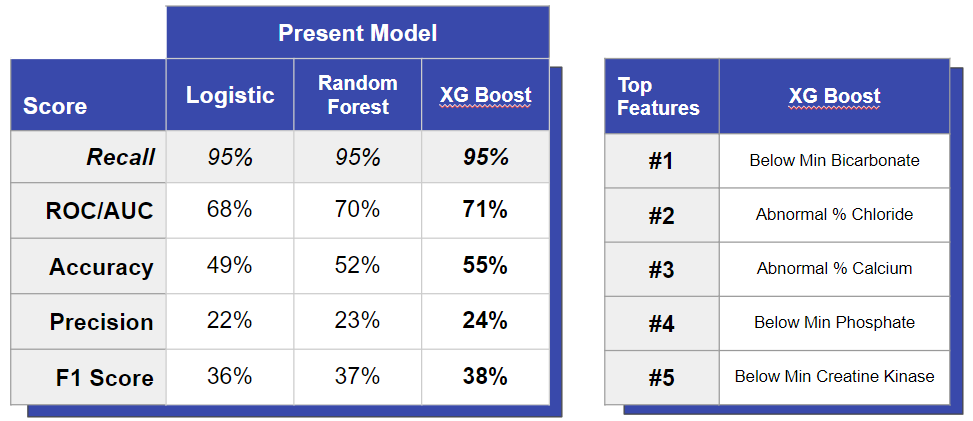 Present Model
Score Logistic Random Forest XG Boost
Recall 95% 95% 95%
ROC/AUC 68% 70% 71%
Accuracy 49% 52% 55%
Precision 22% 23% 24%
F1 Score 36% 37% 38%
Top Features XG Boost
#1 Below Min Bicarbonate
#2 Abnormal % Chloride
#3 Abnormal % Calcium
#4 Below Min Phosphate
#5 Below Min Creatine Kinase